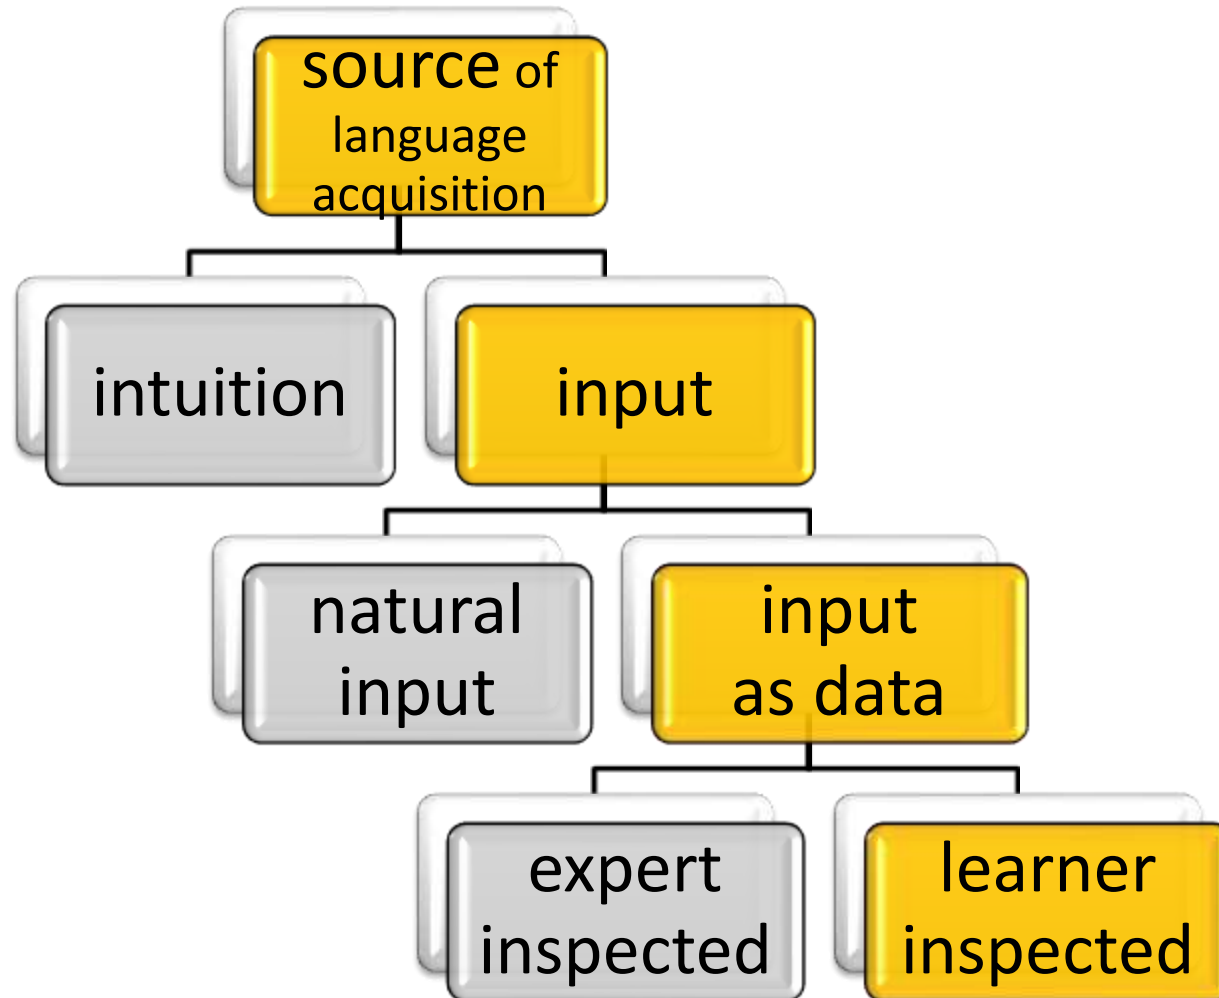 source of
language
acquisition
intuition
input
natural
input
input
as data
expert
inspected
learner
inspected